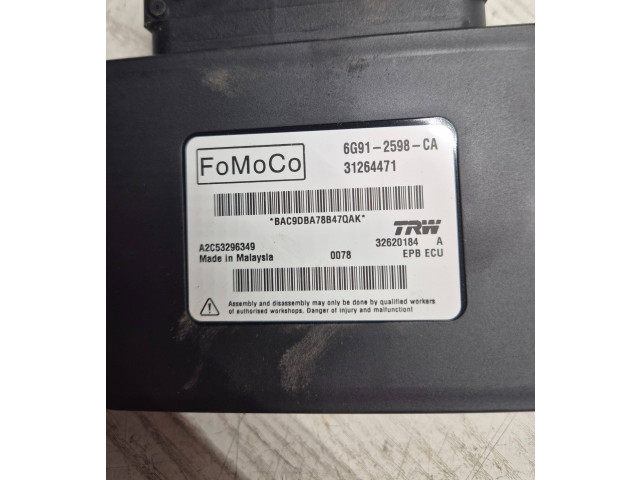 FoMoCo
6G91-2598-CA
31264471
*BAC9DBA78B47QAK*
TRW
A2C53296349
32620184 A
Made in Malaysia 0078 EPB ECU
Assembly and disassembly may only be done by qualified workers
of authorised workshops. Danger of injury and malfunction!